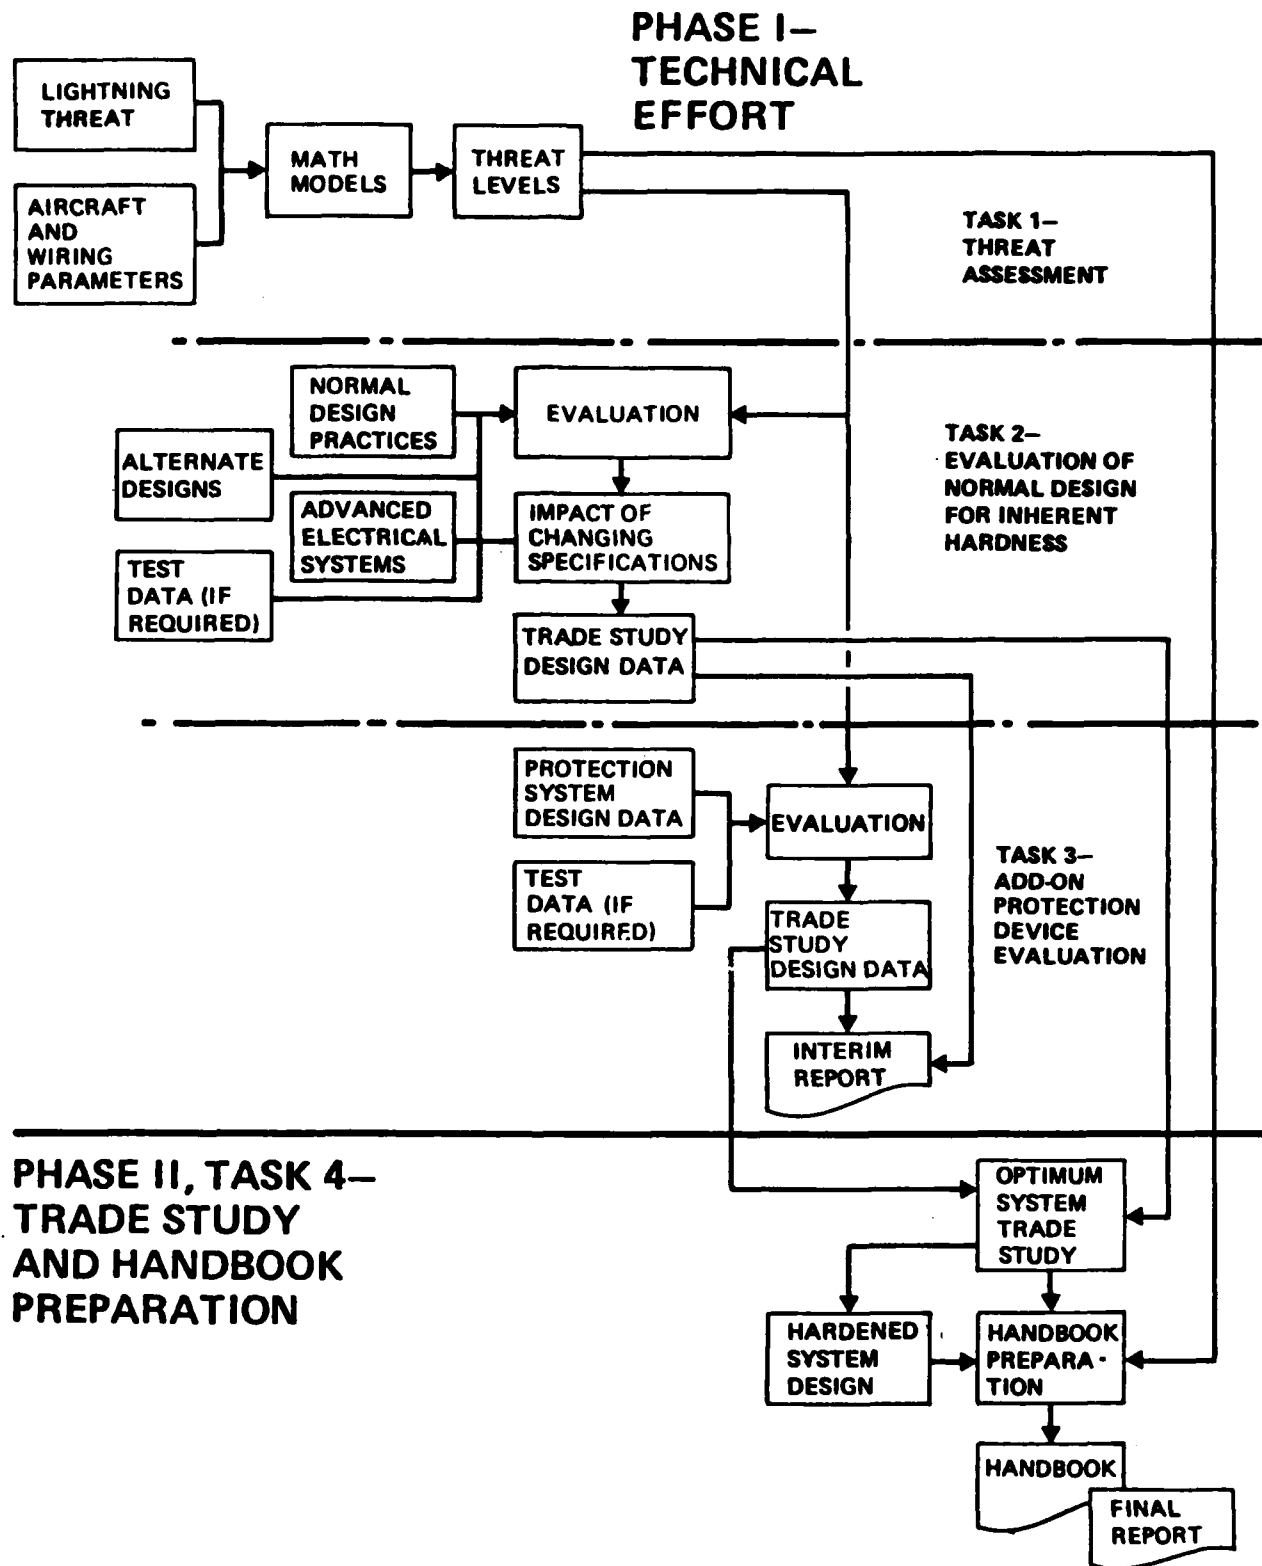 PHASE I—
TECHNICAL
EFFORT
LIGHTNING
THREAT
AIRCRAFT
AND
WIRING
PARAMETERS
MATH
MODELS
THREAT
LEVELS
TASK 1—
THREAT
ASSESSMENT
NORMAL
DESIGN
PRACTICES
ALTERNATE
DESIGNS
ADVANCED
ELECTRICAL
SYSTEMS
TEST
DATA (IF
REQUIRED)
EVALUATION
IMPACT OF
CHANGING
SPECIFICATIONS
TRADE STUDY
DESIGN DATA
TASK 2—
EVALUATION OF
NORMAL DESIGN
FOR INHERENT
HARDNESS
PROTECTION
SYSTEM
DESIGN DATA
TEST
DATA (IF
REQUIRED)
EVALUATION
TRADE
STUDY
DESIGN DATA
INTERIM
REPORT
TASK 3—
ADD-ON
PROTECTION
DEVICE
EVALUATION
PHASE II, TASK 4—
TRADE STUDY
AND HANDBOOK
PREPARATION
OPTIMUM
SYSTEM
TRADE
STUDY
HARDENED
SYSTEM
DESIGN
HANDBOOK
PREPARA-
TION
HANDBOOK
FINAL
REPORT